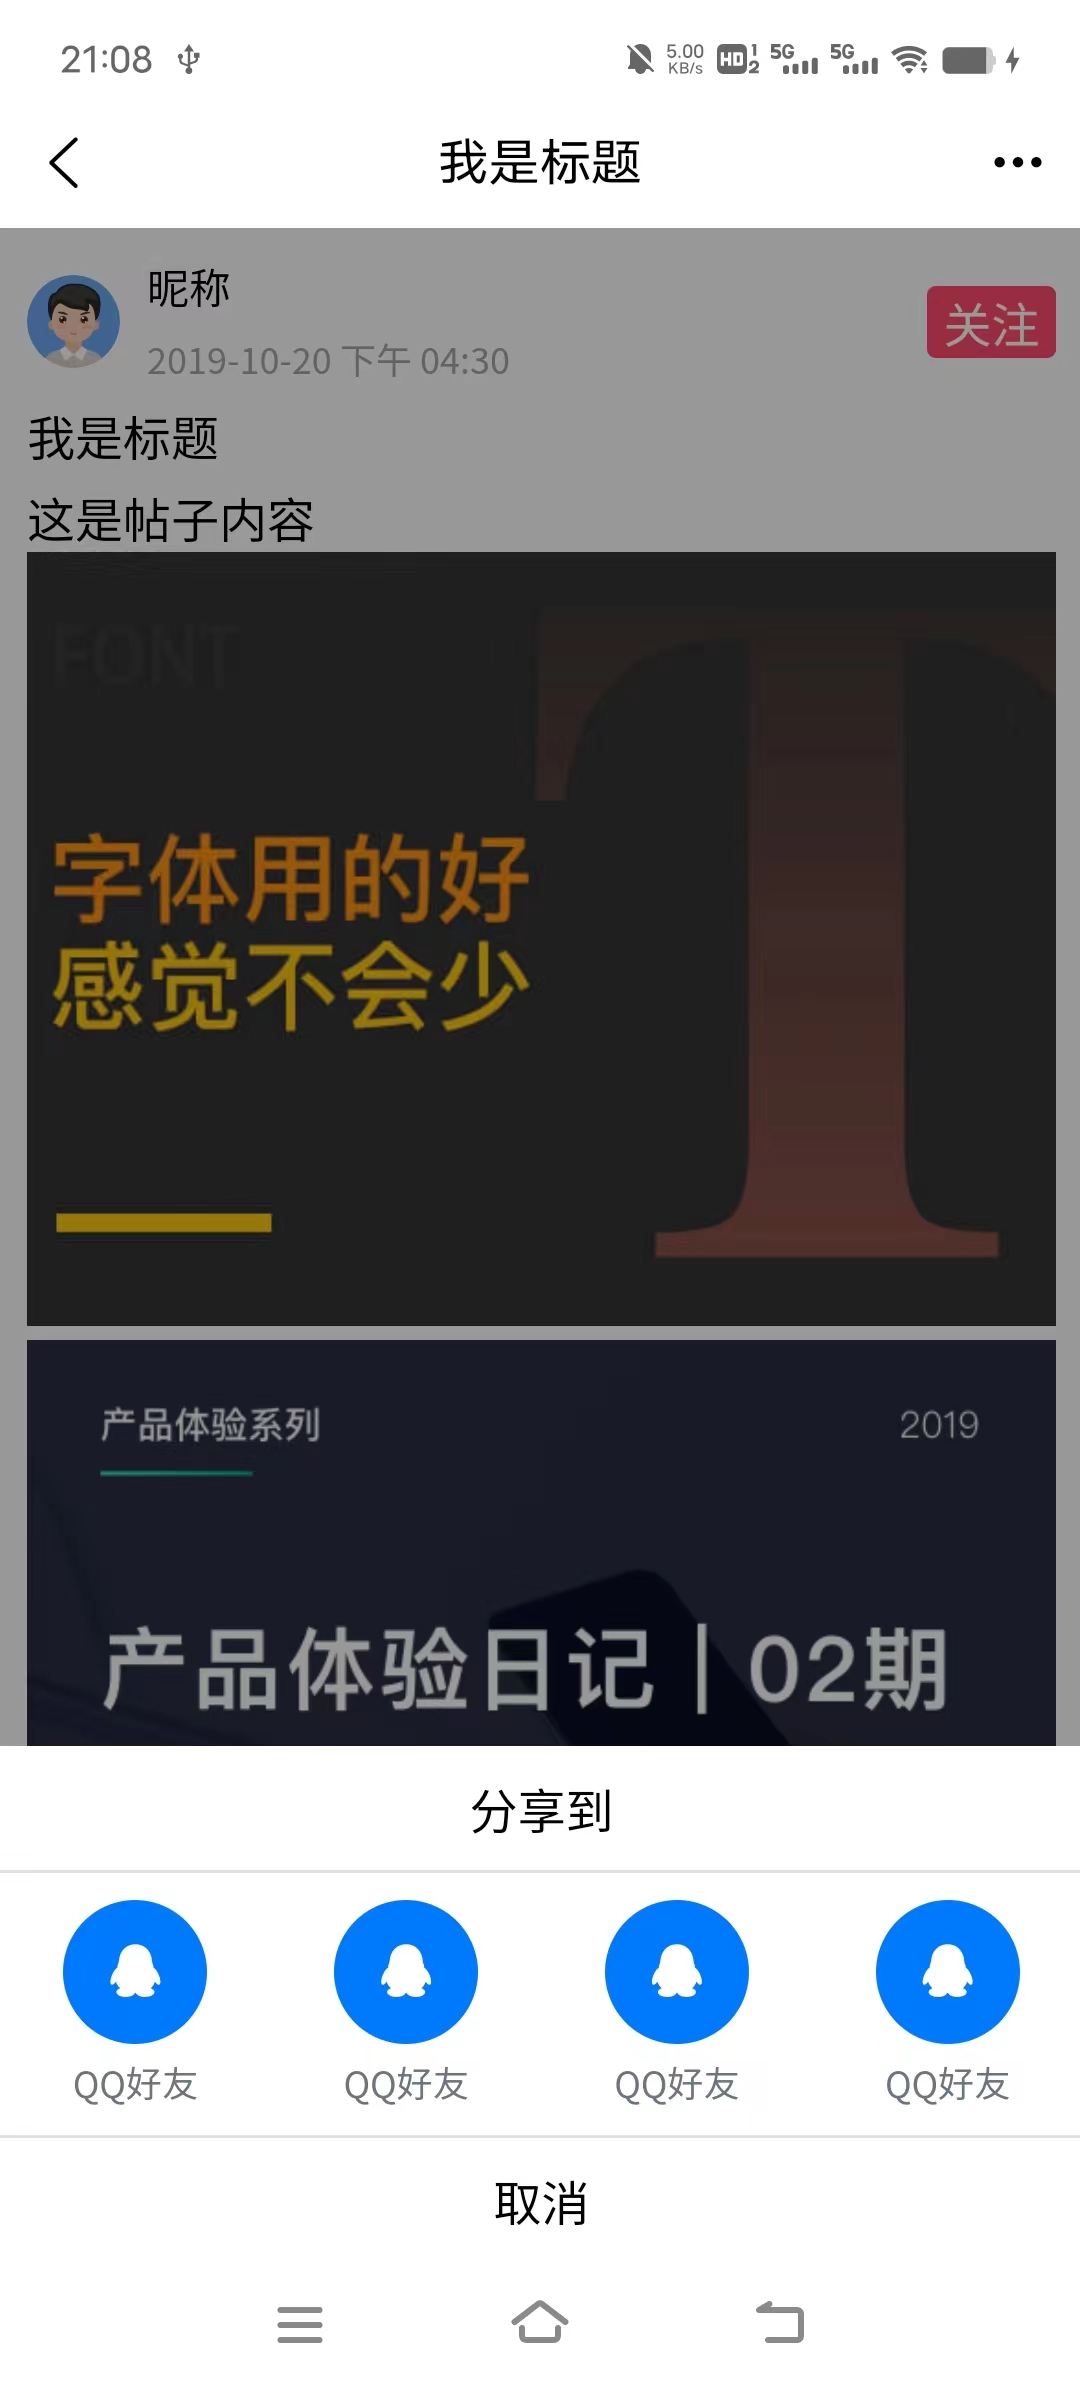 21:08
5.00 KB/s HD 1 2 5G 5G
我是标题
昵称
关注
2019-10-20 下午 04:30
我是标题
这是帖子内容
FONT
字体用的好
感觉不会少
产品体验系列
2019
产品体验日记 | 02期
分享到
QQ好友 QQ好友 QQ好友 QQ好友
取消